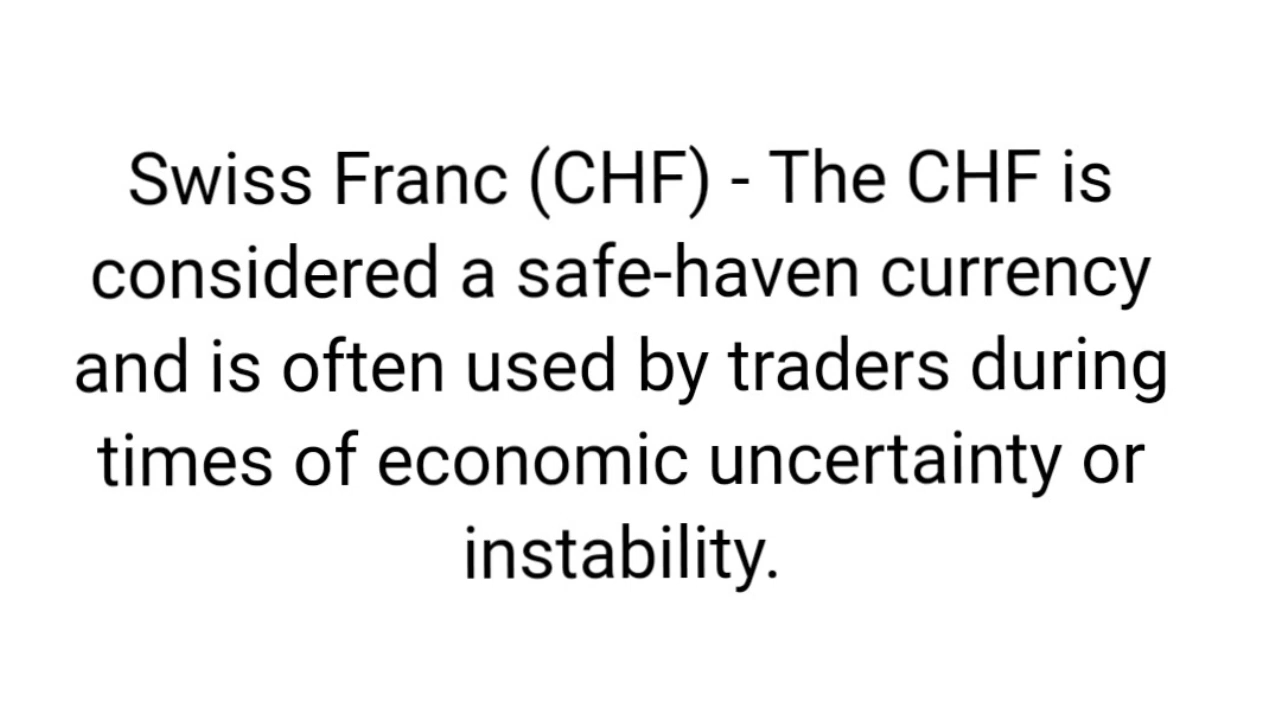 Swiss Franc (CHF) - The CHF is
considered a safe-haven currency
and is often used by traders during
times of economic uncertainty or
instability.